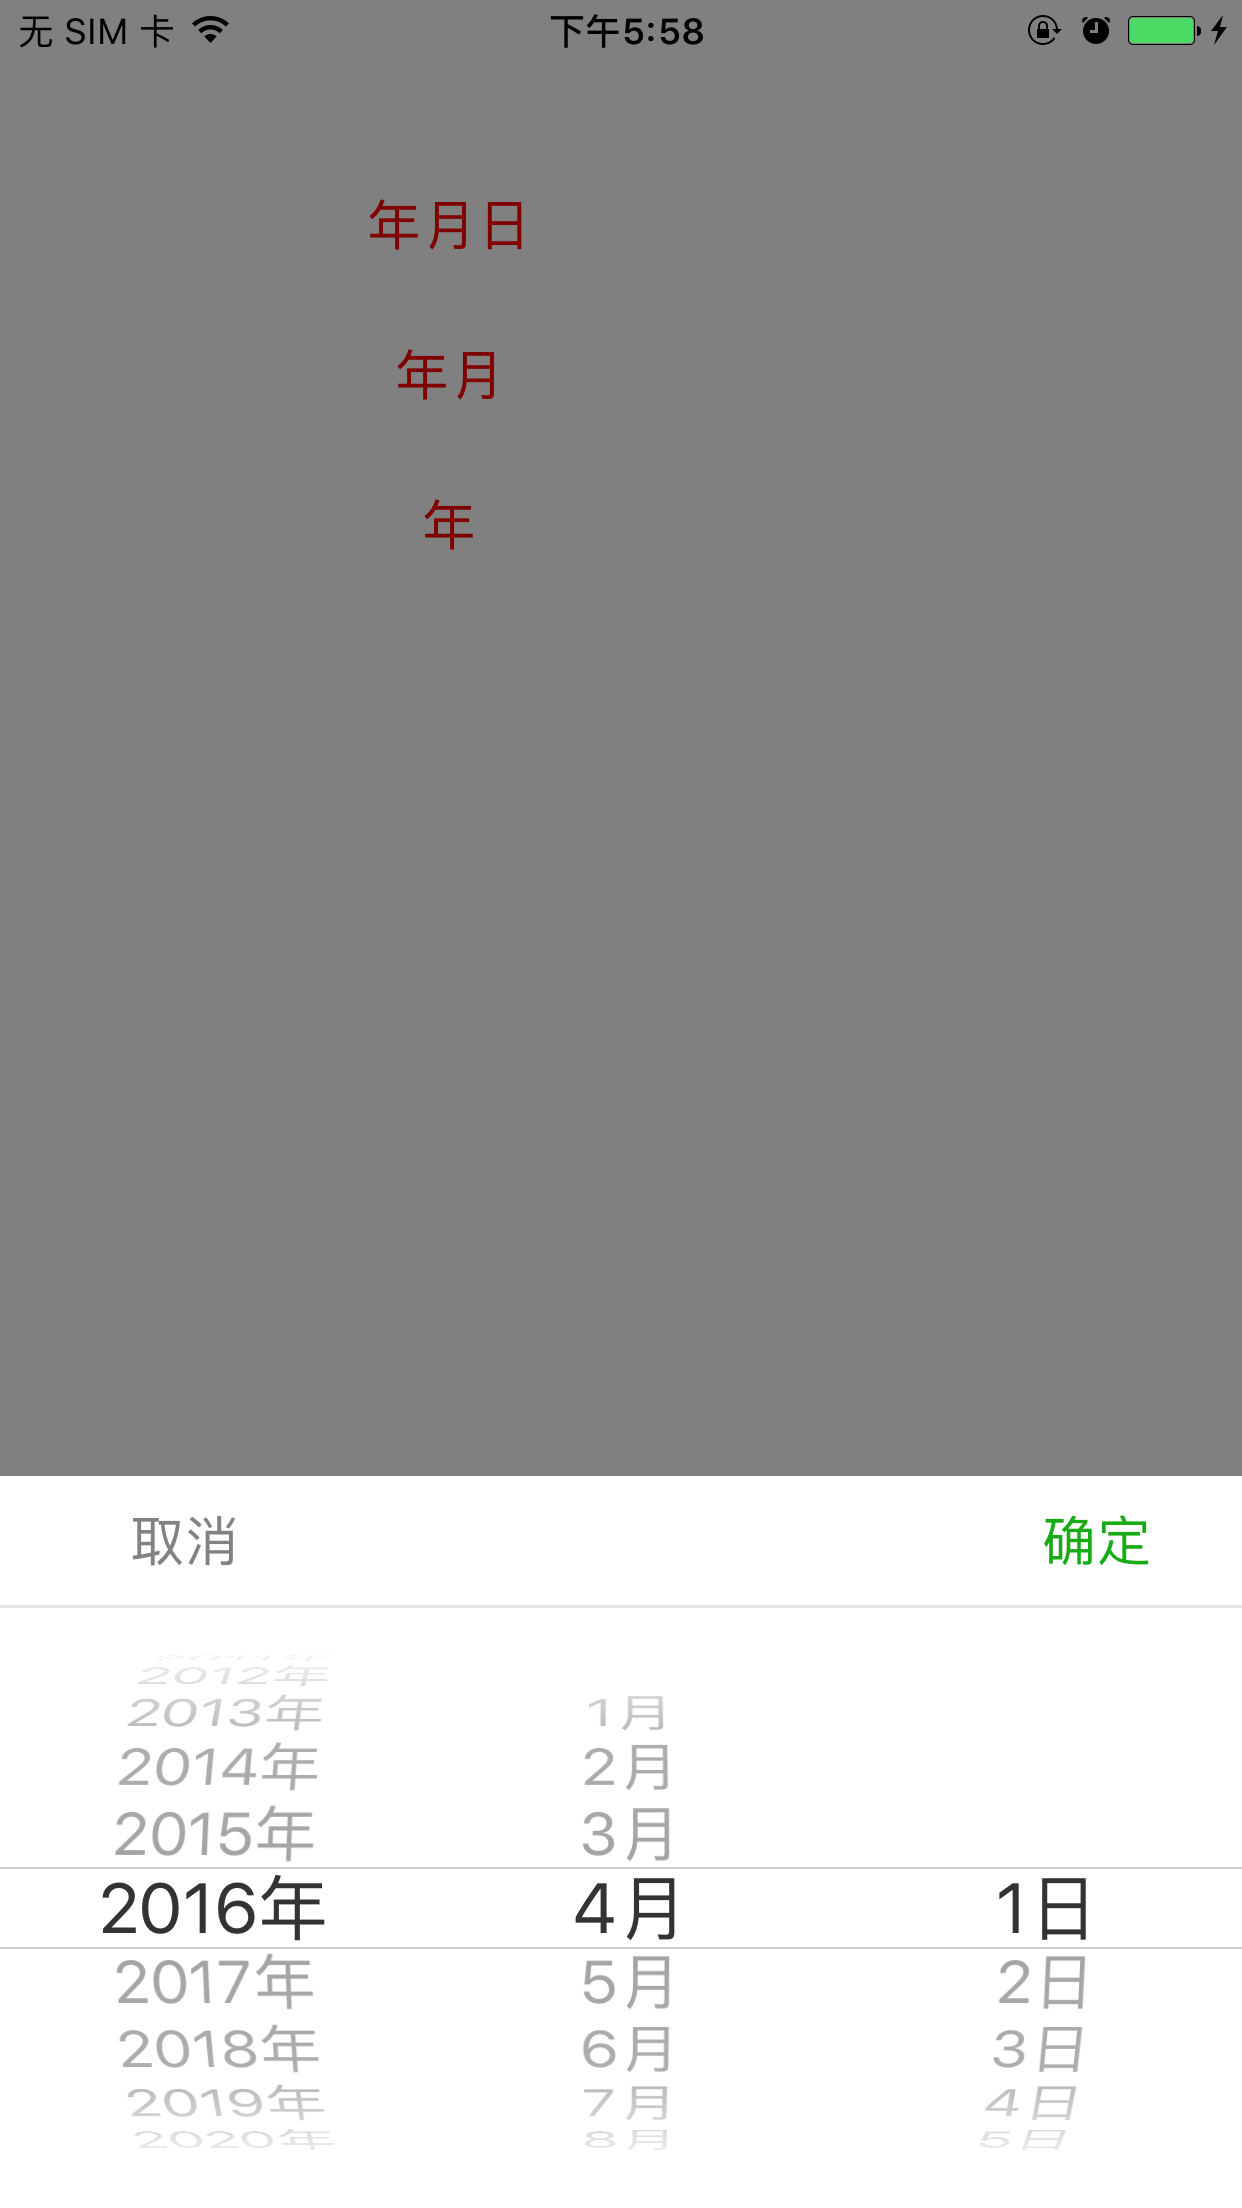 无 SIM 卡 下午5:58
年月日
年月
年
取消 确定
2012年
2013年 1月
2014年 2月
2015年 3月
2016年 4月 1日
2017年 5月 2日
2018年 6月 3日
2019年 7月 4日
2020年 8月 5日